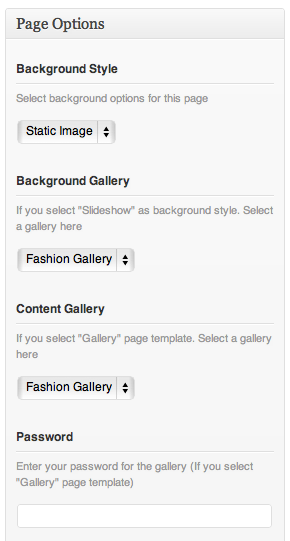 Page Options
Background Style
Select background options for this page
Static Image
Background Gallery
If you select "Slideshow" as background style. Select
a gallery here
Fashion Gallery
Content Gallery
If you select "Gallery" page template. Select a gallery
here
Fashion Gallery
Password
Enter your password for the gallery (If you select
"Gallery" page template)